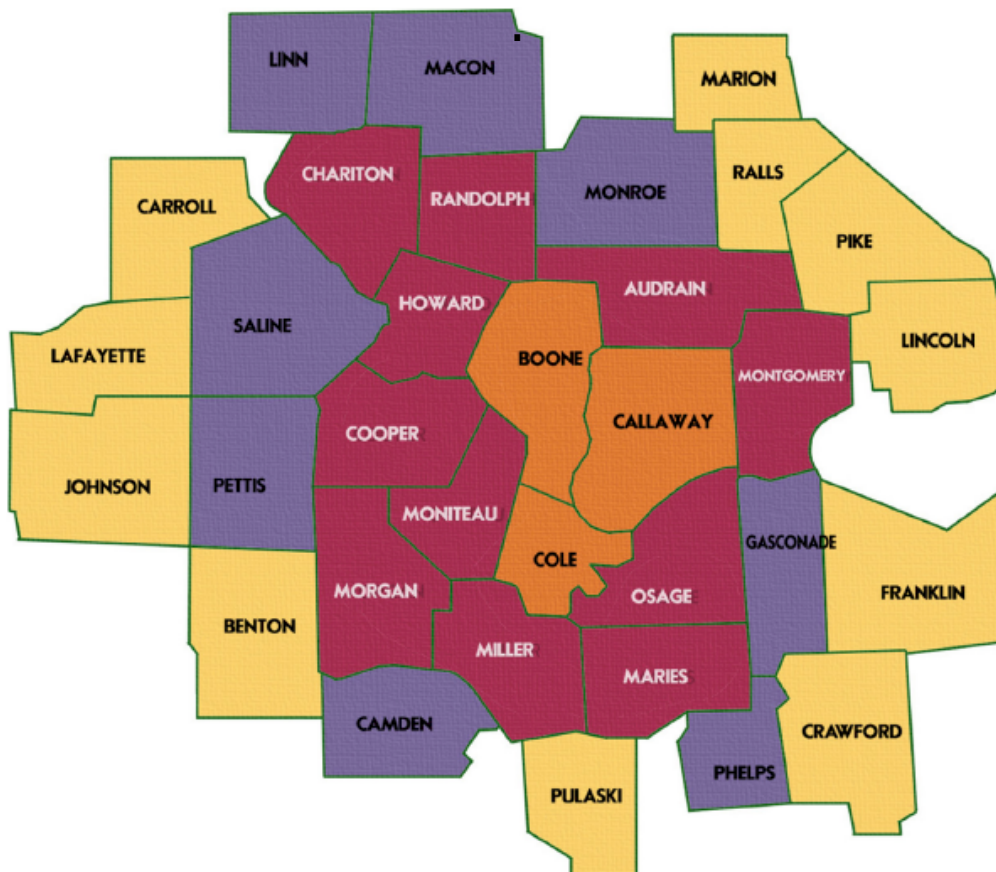 LINN
MACON
MARION
CHARITON
RANDOLPH
MONROE
RALLS
CARROLL
PIKE
HOWARD
AUDRAIN
SALINE
LINCOLN
LAFAYETTE
BOONE
MONTGOMERY
CALLAWAY
COOPER
JOHNSON
PETTIS
MONITEAU
GASCONADE
COLE
MORGAN
OSAGE
FRANKLIN
BENTON
MILLER
MARIES
CAMDEN
CRAWFORD
PHELPS
PULASKI